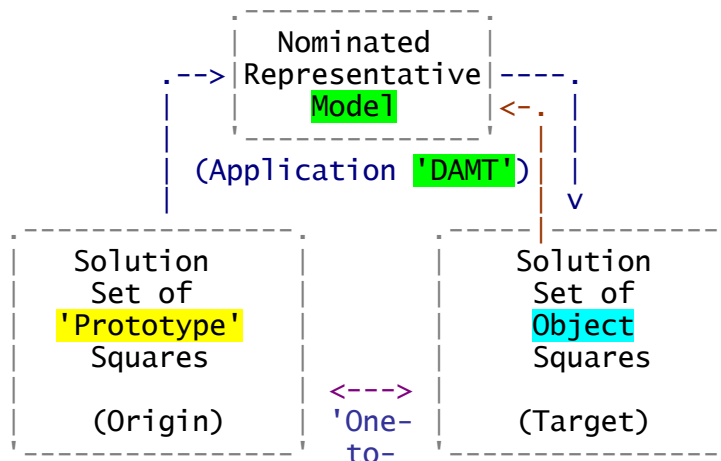 Nominated
Representative
Model
(Application 'DAMT')
Solution
Set of
'Prototype'
Squares
(Origin)
<--->
'One-
to-
Solution
Set of
Object
Squares
(Target)